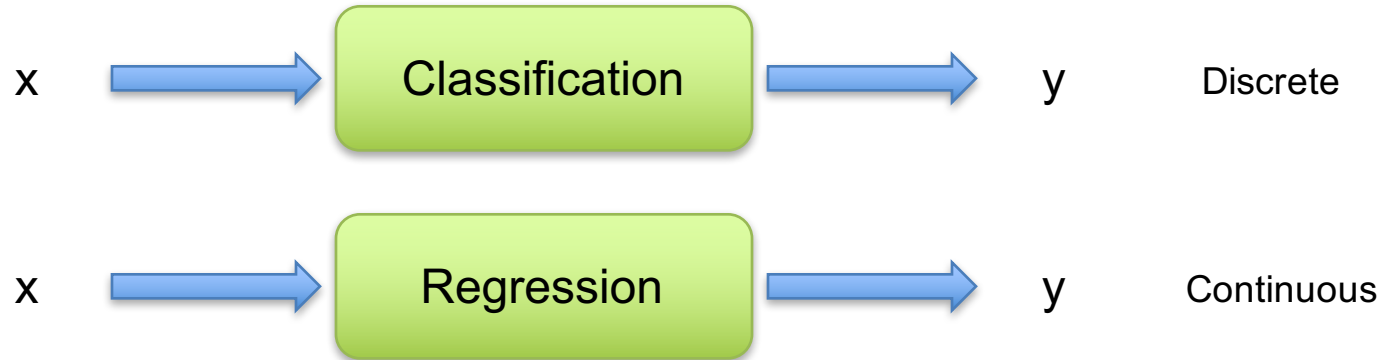 x Classification y Discrete
x Regression y Continuous